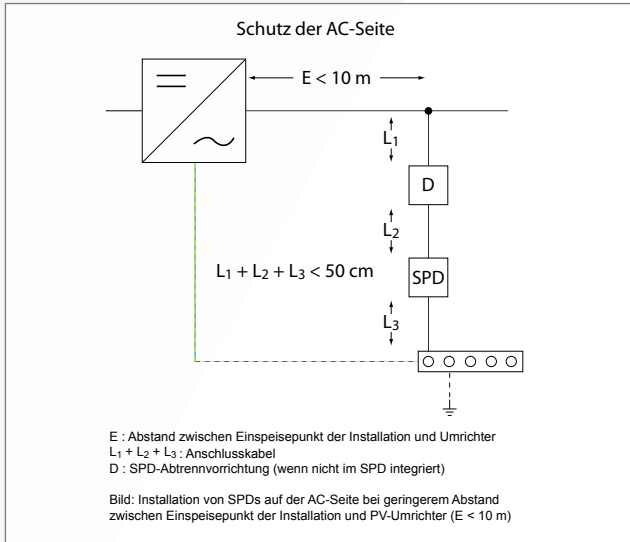 Schutz der AC-Seite
E < 10 m
L₁
D
L₂
L₁ + L₂ + L₃ < 50 cm
SPD
L₃
E : Abstand zwischen Einspeisepunkt der Installation und Umrichter
L₁ + L₂ + L₃ : Anschlusskabel
D : SPD-Abtrennvorrichtung (wenn nicht im SPD integriert)
Bild: Installation von SPDs auf der AC-Seite bei geringerem Abstand
zwischen Einspeisepunkt der Installation und PV-Umrichter (E < 10 m)